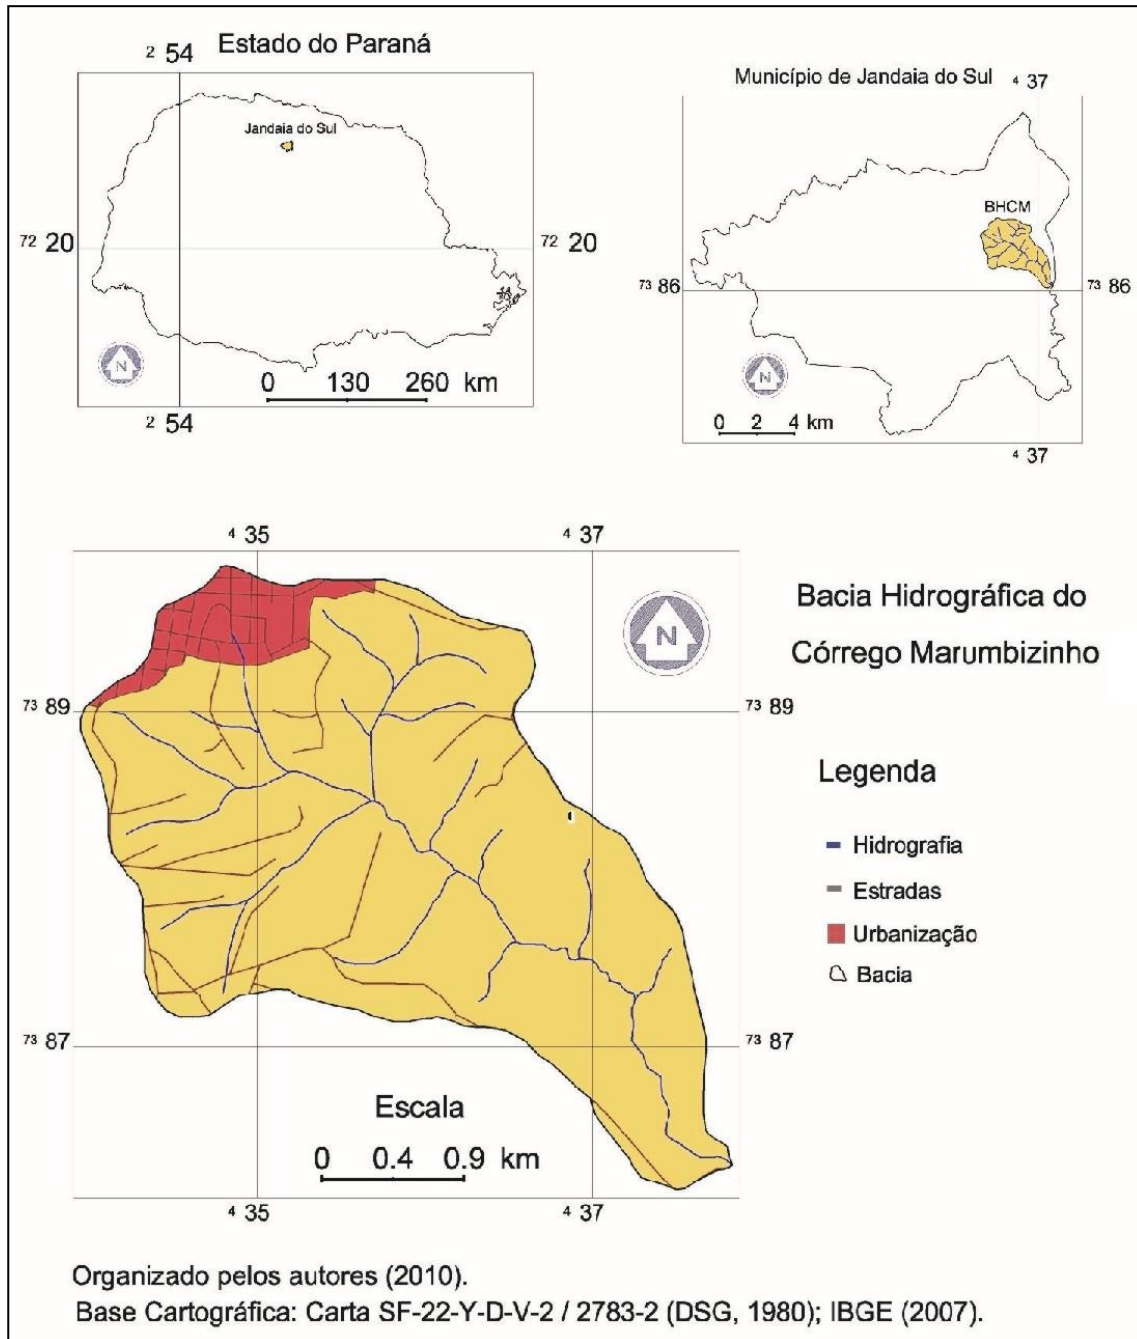 Estado do Paraná
2 54
Jandaia do Sul
72 20
72 20
N
0 130 260 km
2 54
Município de Jandaia do Sul
4 37
BHCM
73 86
73 86
N
0 2 4 km
4 37
4 35
4 37
N
Bacia Hidrográfica do
Córrego Marumbizinho
73 89
73 89
Legenda
Hidrografia
Estradas
Urbanização
Bacia
73 87
73 87
Escala
0 0.4 0.9 km
4 35
4 37
Organizado pelos autores (2010).
Base Cartográfica: Carta SF-22-Y-D-V-2 / 2783-2 (DSG, 1980); IBGE (2007).